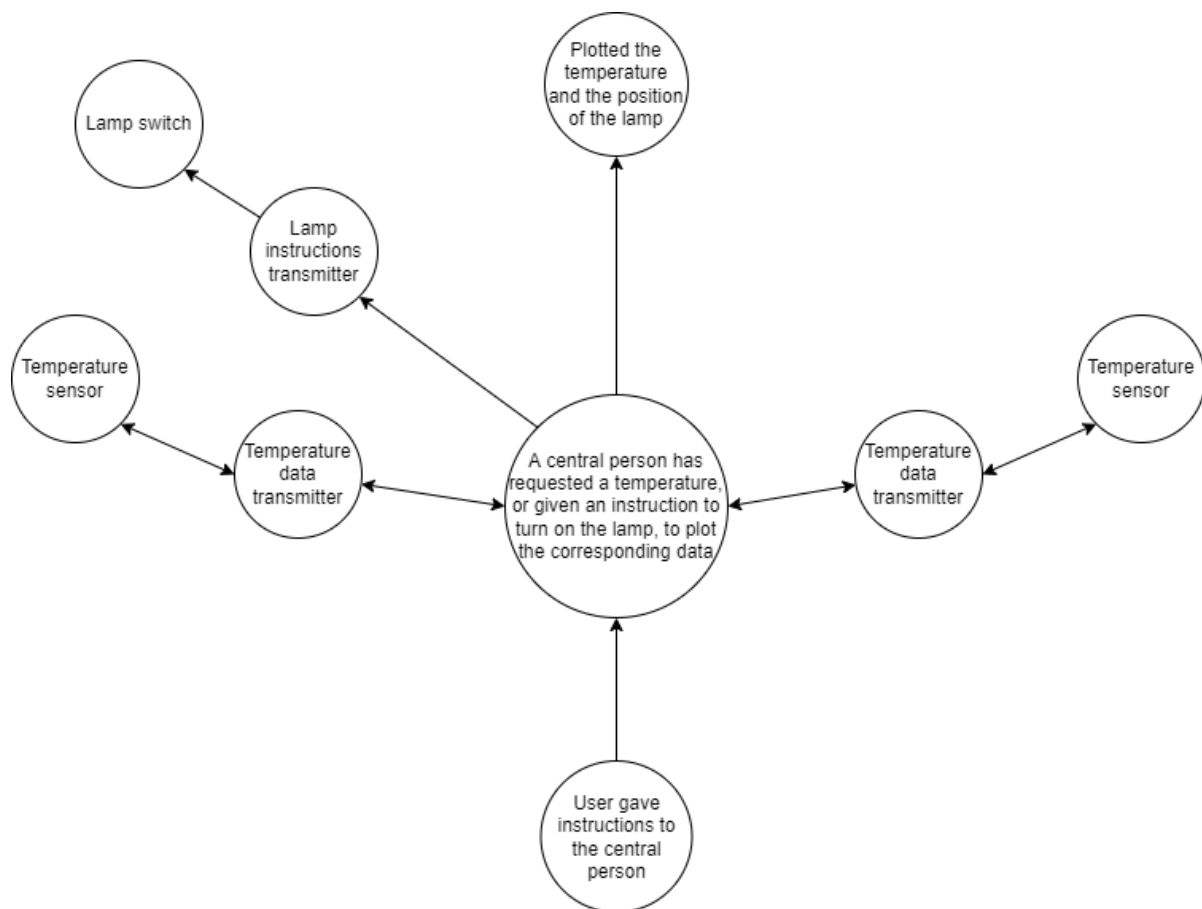 Plotted the
temperature
and the position
of the lamp
Lamp switch
Lamp
instructions
transmitter
Temperature
sensor
Temperature
data
transmitter
A central person has
requested a temperature,
or given an instruction to
turn on the lamp, to plot
the corresponding data
Temperature
data
transmitter
Temperature
sensor
User gave
instructions to
the central
person